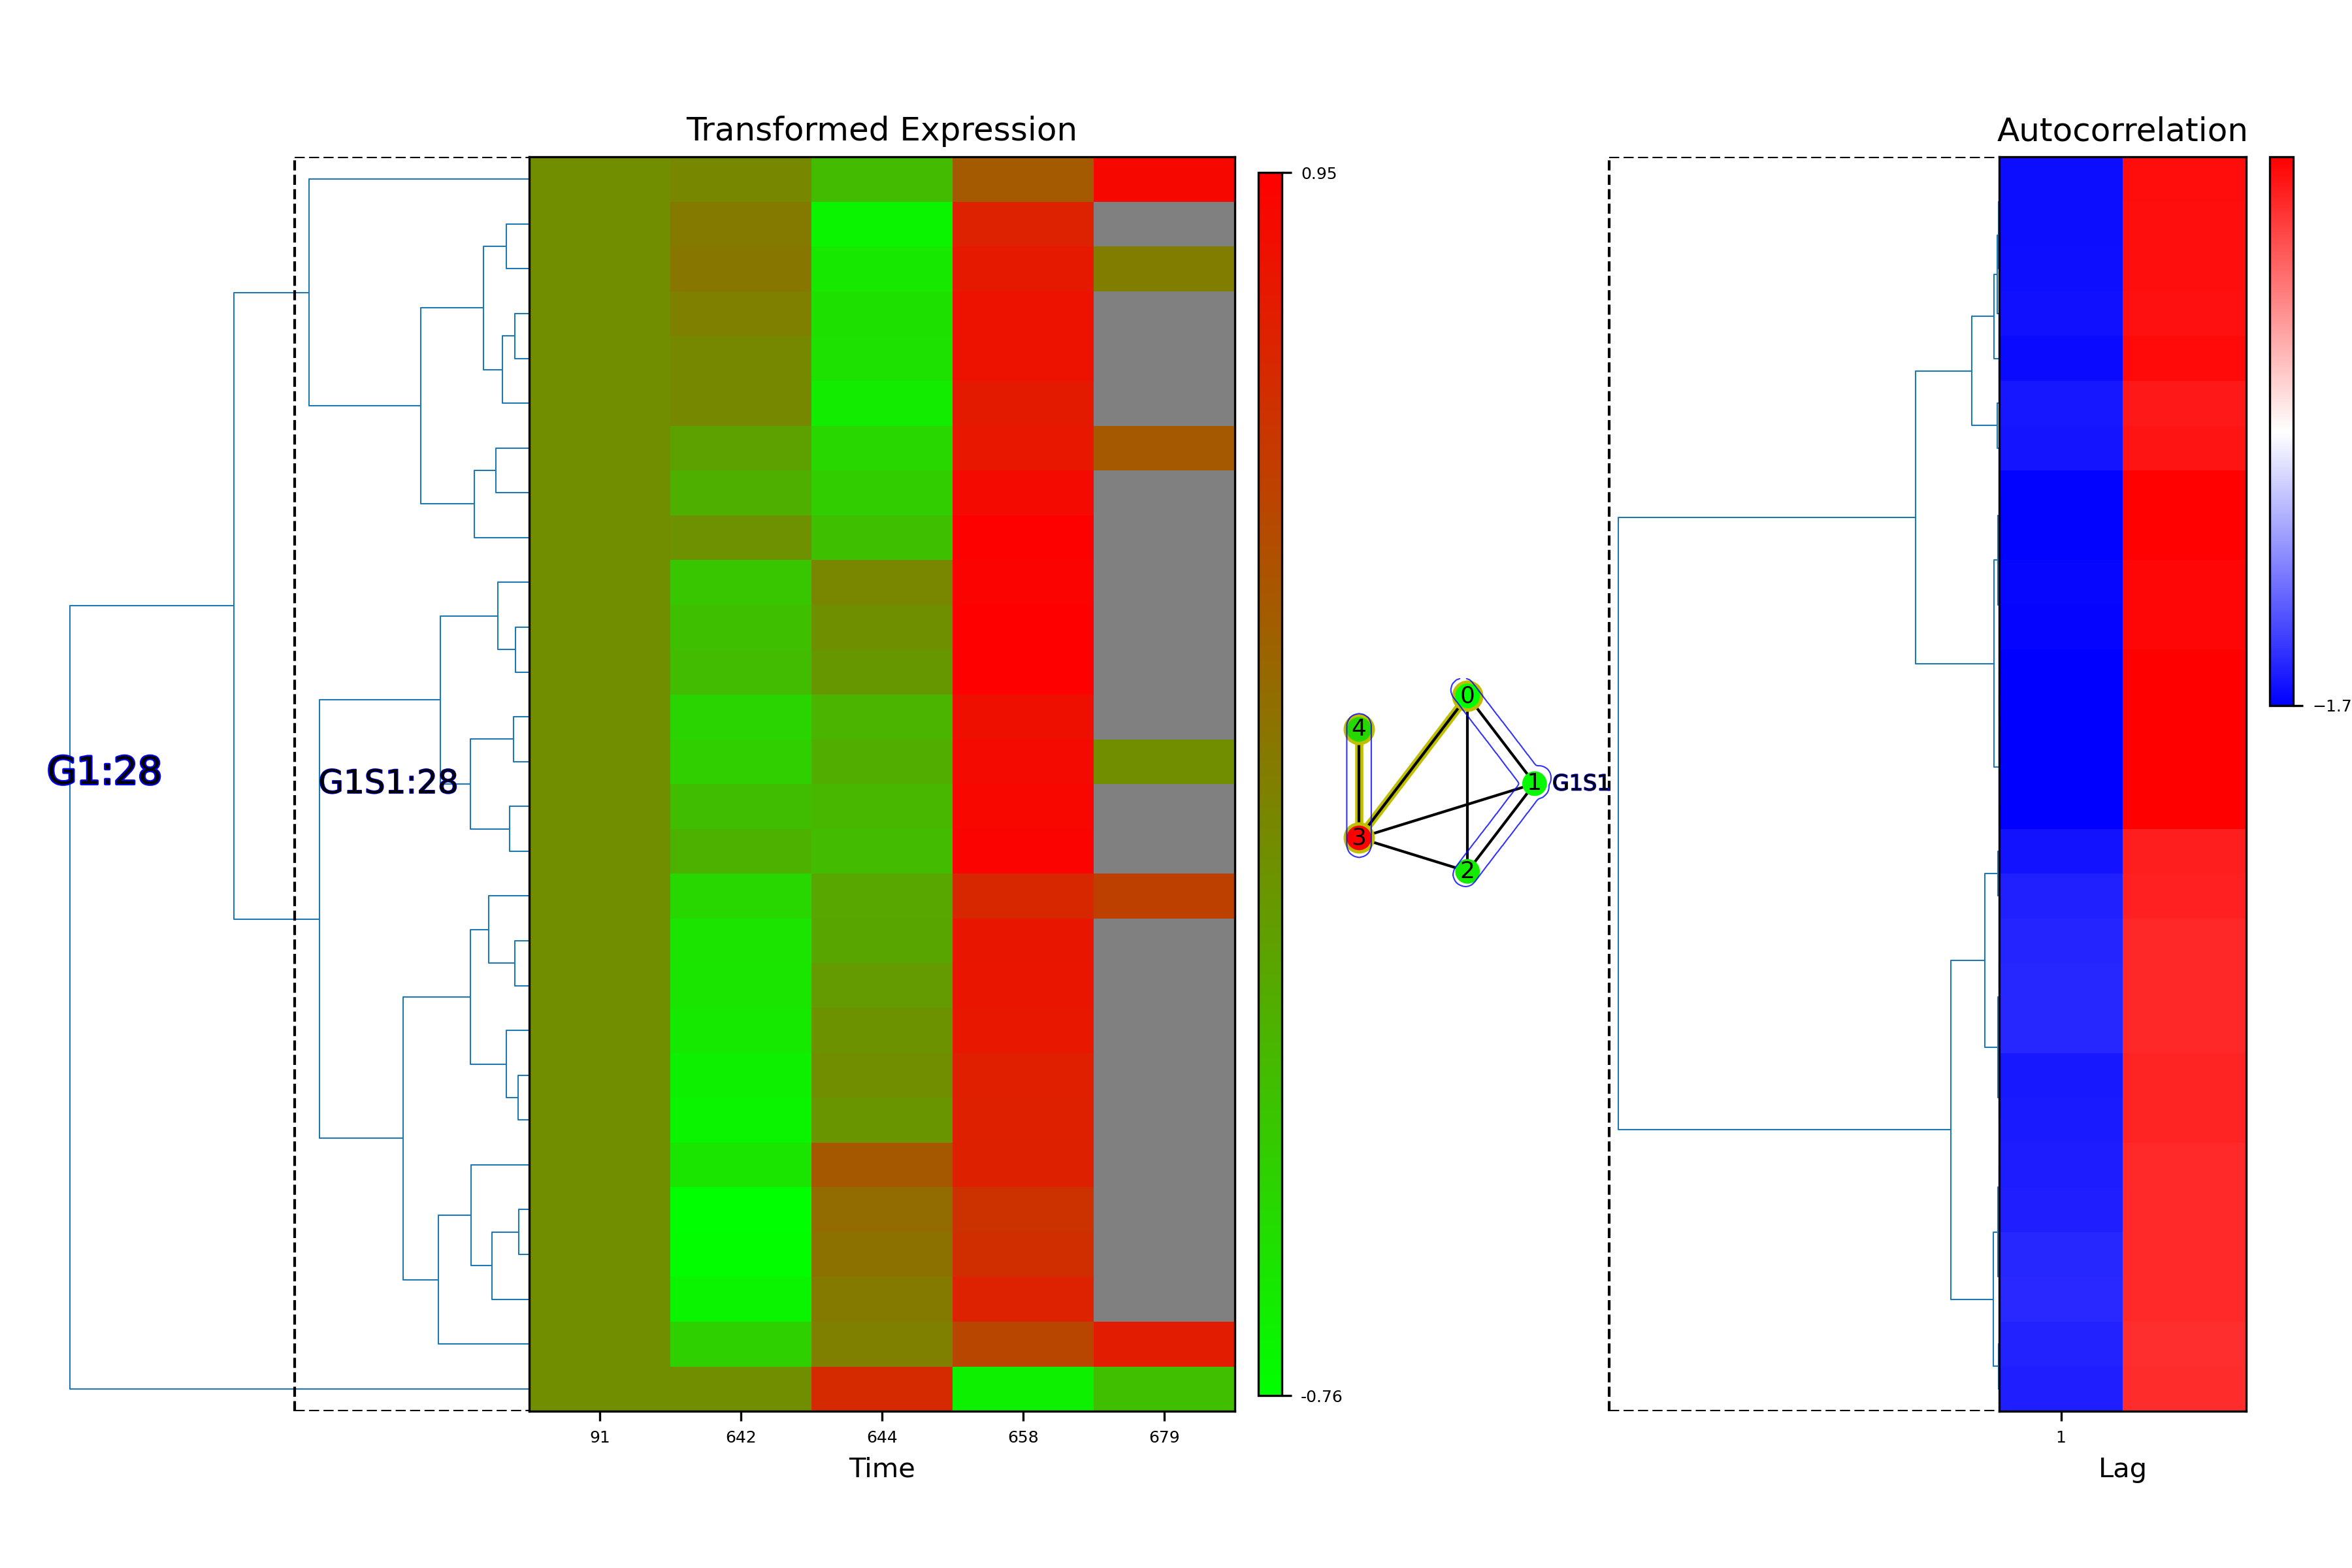 Transformed Expression
Autocorrelation
0.95
0
4
G1:28
G1S1:28
1
G1S1
3
2
−1.7
-0.76
91
642
644
658
679
1
Time
Lag